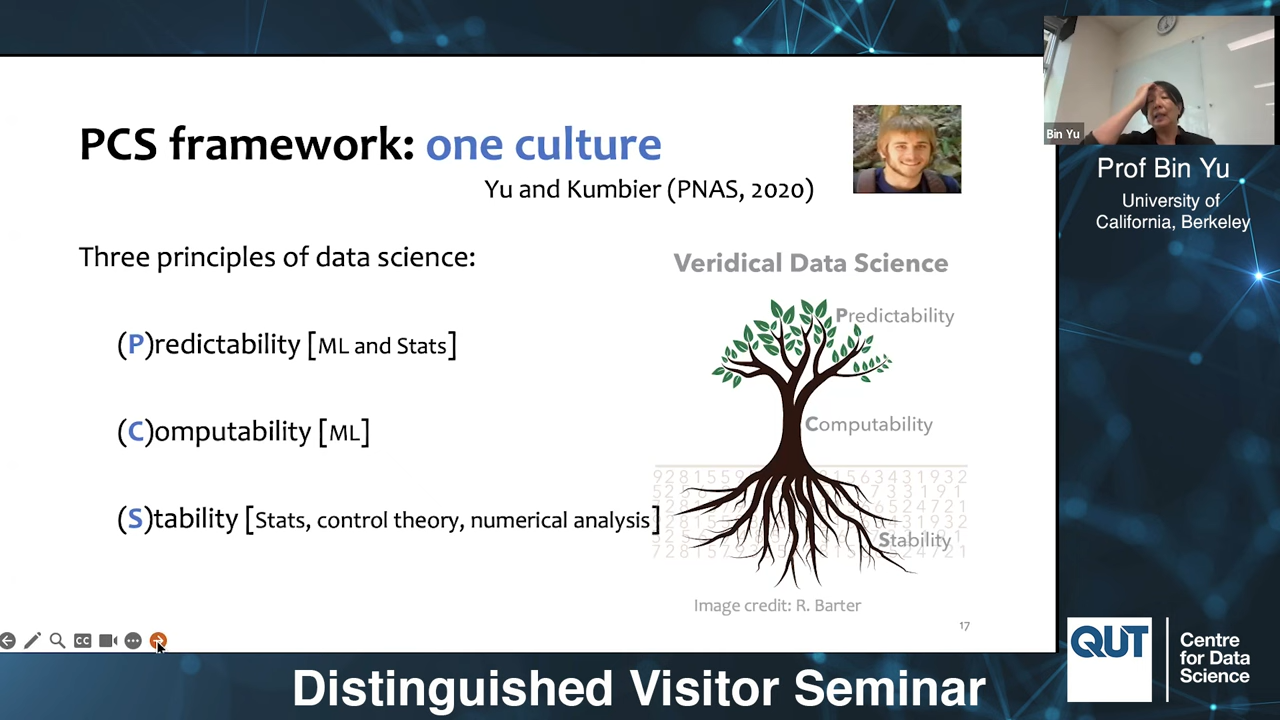 PCS framework: one culture
Yu and Kumbier (PNAS, 2020)
Three principles of data science:
(P)redictability [ML and Stats]
(C)omputability [ML]
(S)tability [Stats, control theory, numerical analysis]
Veridical Data Science
Predictability
Computability
Stability
Image credit: R. Barter
17
CC
Bin Yu
Prof Bin Yu
University of
California, Berkeley
QUT
Centre
for Data
Science
Distinguished Visitor Seminar